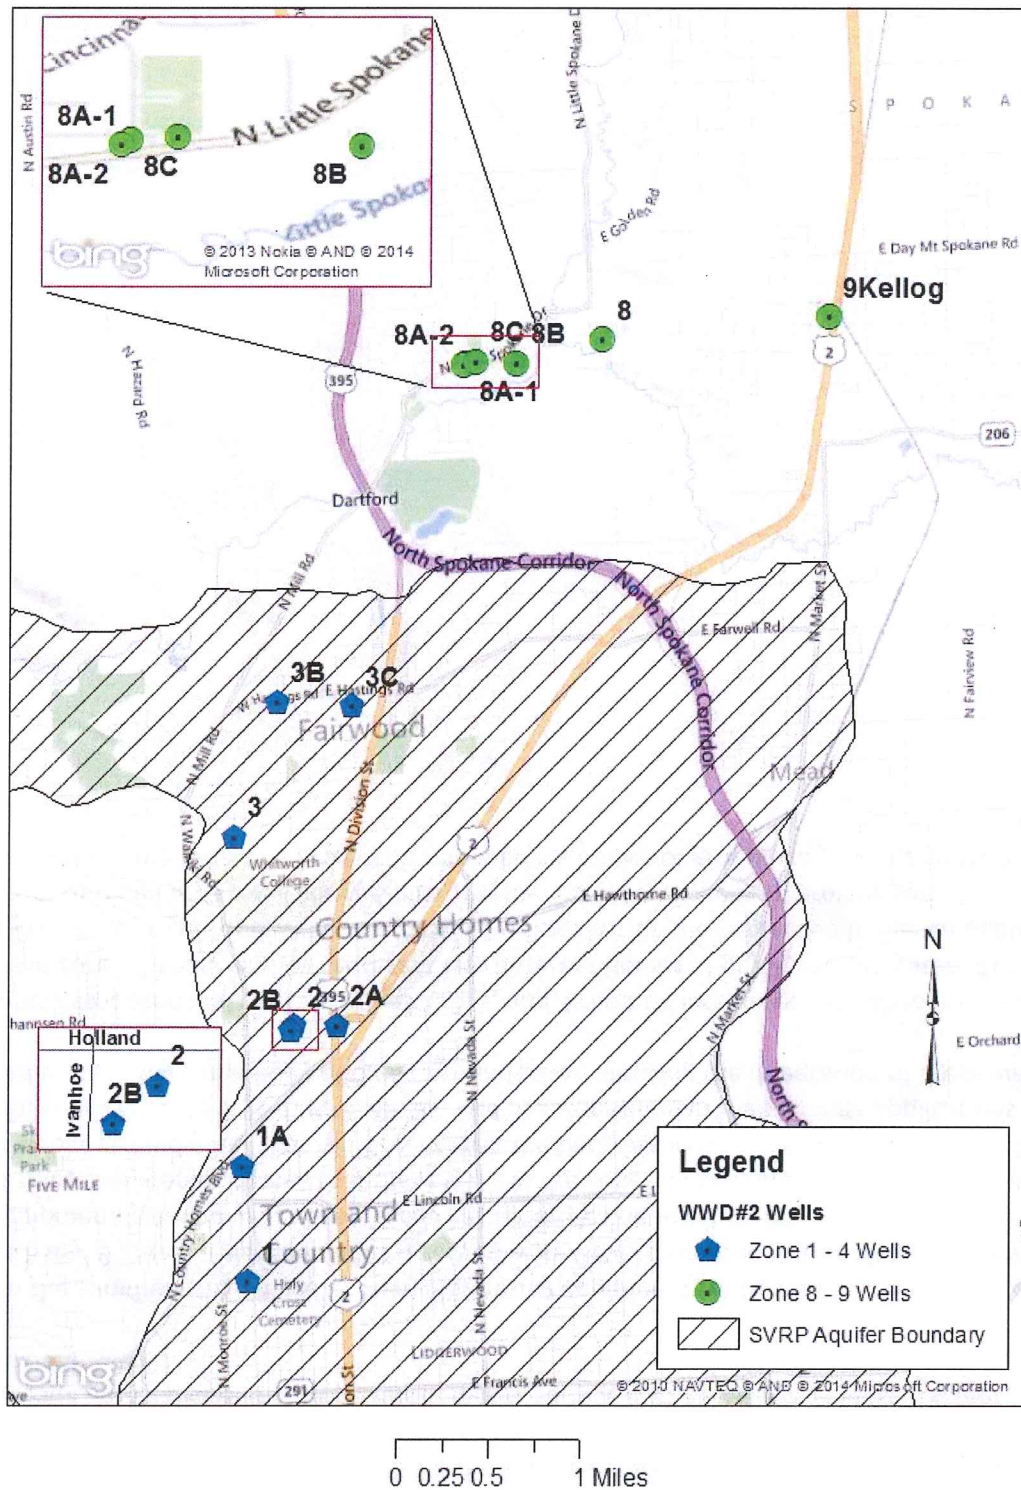 Cincinna
N Little Spokane
8A-1
8A-2
8C
8B
Little Spoka
bing
© 2013 Nokia © AND © 2014
Microsoft Corporation
N Austin Rd
N Little Spokane D
S P O K A
E Golden Rd
E Day Mt Spokane Rd
9Kellog
8
8A-2
8C
8B
8A-1
2
395
N Hazard Rd
206
Dartford
North Spokane Corridor
North Spokane Corridor
N Mill Rd
N Market St
E Farwell Rd
N Fairview Rd
3B
3C
W Hastings Rd
E Hastings Rd
Fairwood
N Mill Rd
Mead
N Division St
3
2
Whitworth
College
E Hawthorne Rd
Country Homes
N
2B
2
395
2A
N Market St
hannsen Rd
E Orchard
Holland
Ivanhoe
2
2B
N Nevada St
North S
1A
Park
FIVE MILE
N Country Homes Blvd
E Lincoln Rd
E L
Town and
Country
1
Holy
Cross
Cemetery
2
N Nevada St
N Monroe St
LIDGERWOOD
bing
291
on St
E Francis Ave
ve
Legend
WWD#2 Wells
Zone 1 - 4 Wells
Zone 8 - 9 Wells
SVRP Aquifer Boundary
© 2010 NAVTEQ © AND © 2014 Microsoft Corporation
0 0.25 0.5 1 Miles